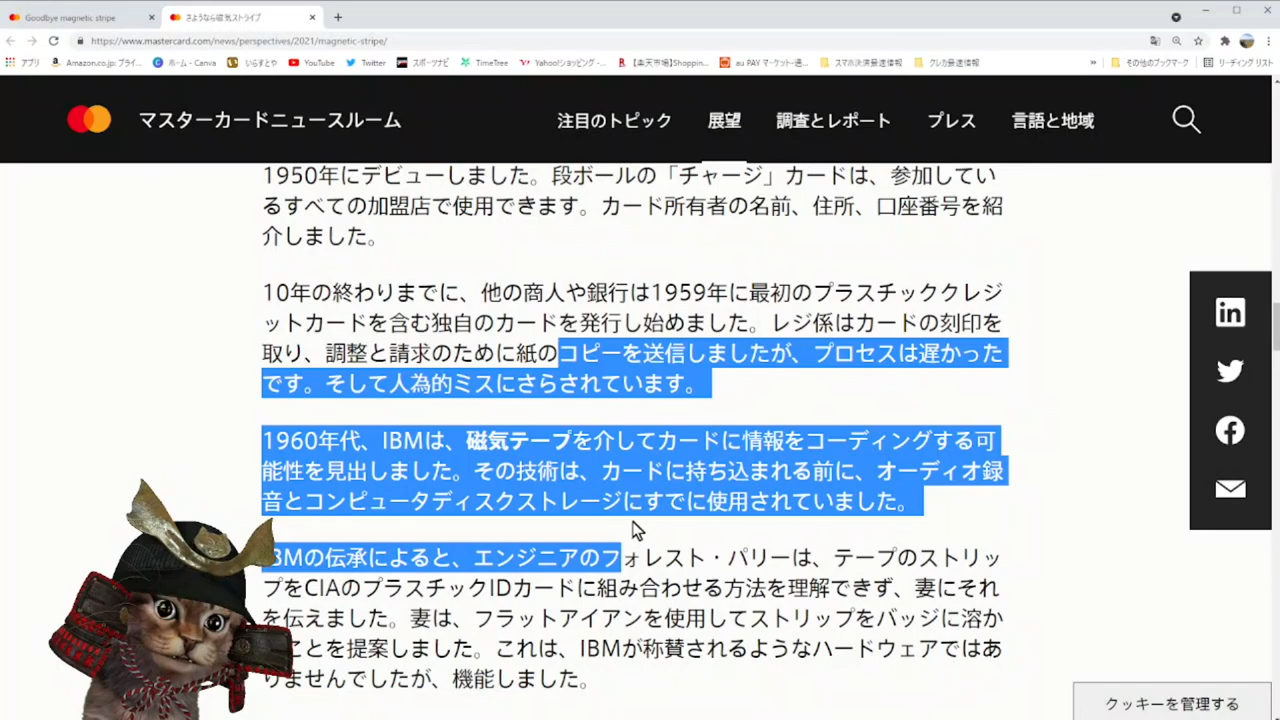 Goodbye magnetic stripe
さようなら磁気ストライプ
https://www.mastercard.com/news/perspectives/2021/magnetic-stripe/
アプリ
Amazon.co.jp: プライ...
ホーム - Canva
いらすとや
YouTube
Twitter
スポーツナビ
TimeTree
Yahoo!ショッピング -...
【楽天市場】Shoppin...
au PAY マーケット-通...
スマホ決済最速情報
クレカ最速情報
»
その他のブックマーク
リーディング リスト
マスターカードニュースルーム
注目のトピック
展望
調査とレポート
プレス
言語と地域
1950年にデビューしました。段ボールの「チャージ」カードは、参加してい
るすべての加盟店で使用できます。カード所有者の名前、住所、口座番号を紹
介しました。
10年の終わりまでに、他の商人や銀行は1959年に最初のプラスチッククレジ
ットカードを含む独自のカードを発行し始めました。レジ係はカードの刻印を
取り、調整と請求のために紙のコピーを送信しましたが、プロセスは遅かった
です。そして人為的ミスにさらされています。
1960年代、IBMは、磁気テープを介してカードに情報をコーディングする可
能性を見出しました。その技術は、カードに持ち込まれる前に、オーディオ録
音とコンピュータディスクストレージにすでに使用されていました。
IBMの伝承によると、エンジニアのフォレスト・パリーは、テープのストリッ
プをCIAのプラスチックIDカードに組み合わせる方法を理解できず、妻にそれ
を伝えました。妻は、フラットアイアンを使用してストリップをバッジに溶か
ことを提案しました。これは、IBMが称賛されるようなハードウェアではあ
りませんでしたが、機能しました。
クッキーを管理する